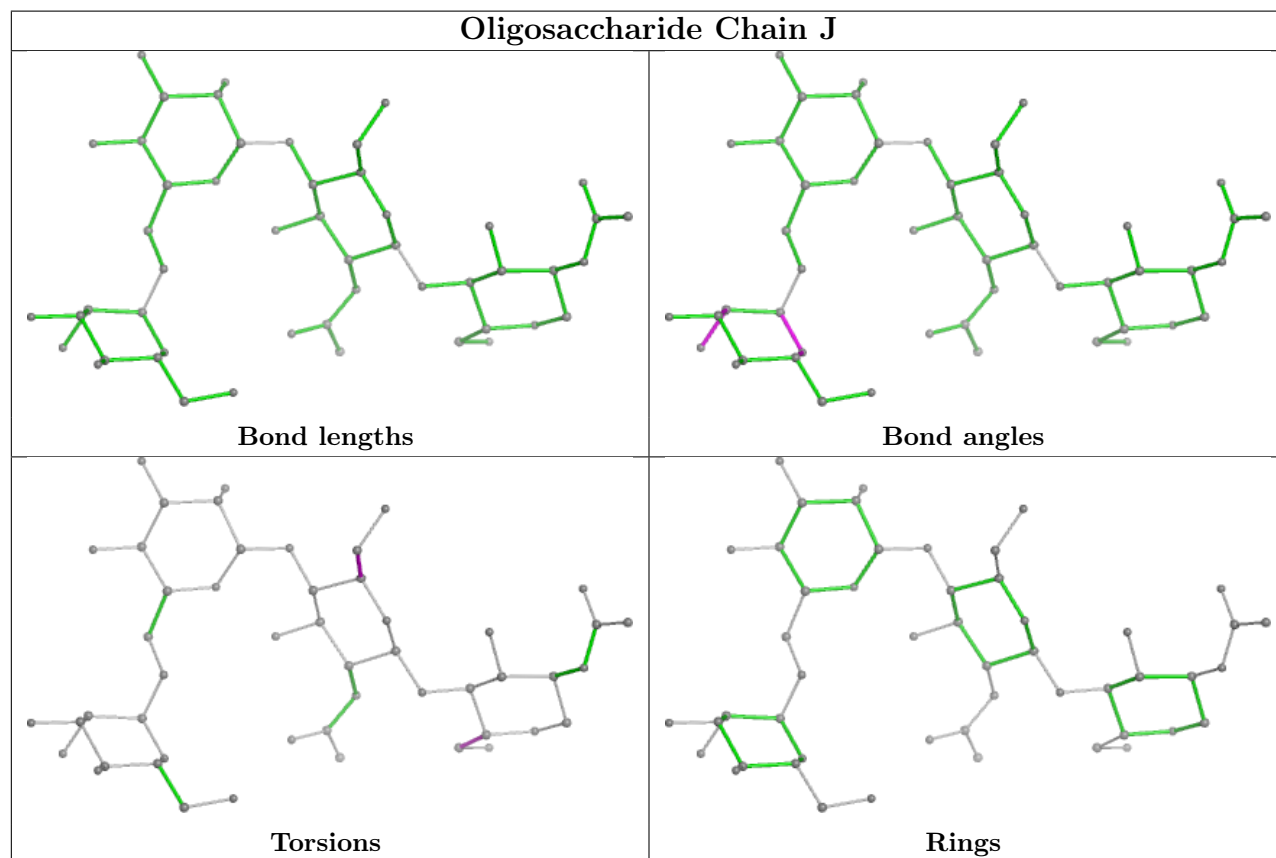 Oligosaccharide Chain J
Bond lengths
Bond angles
Torsions
Rings